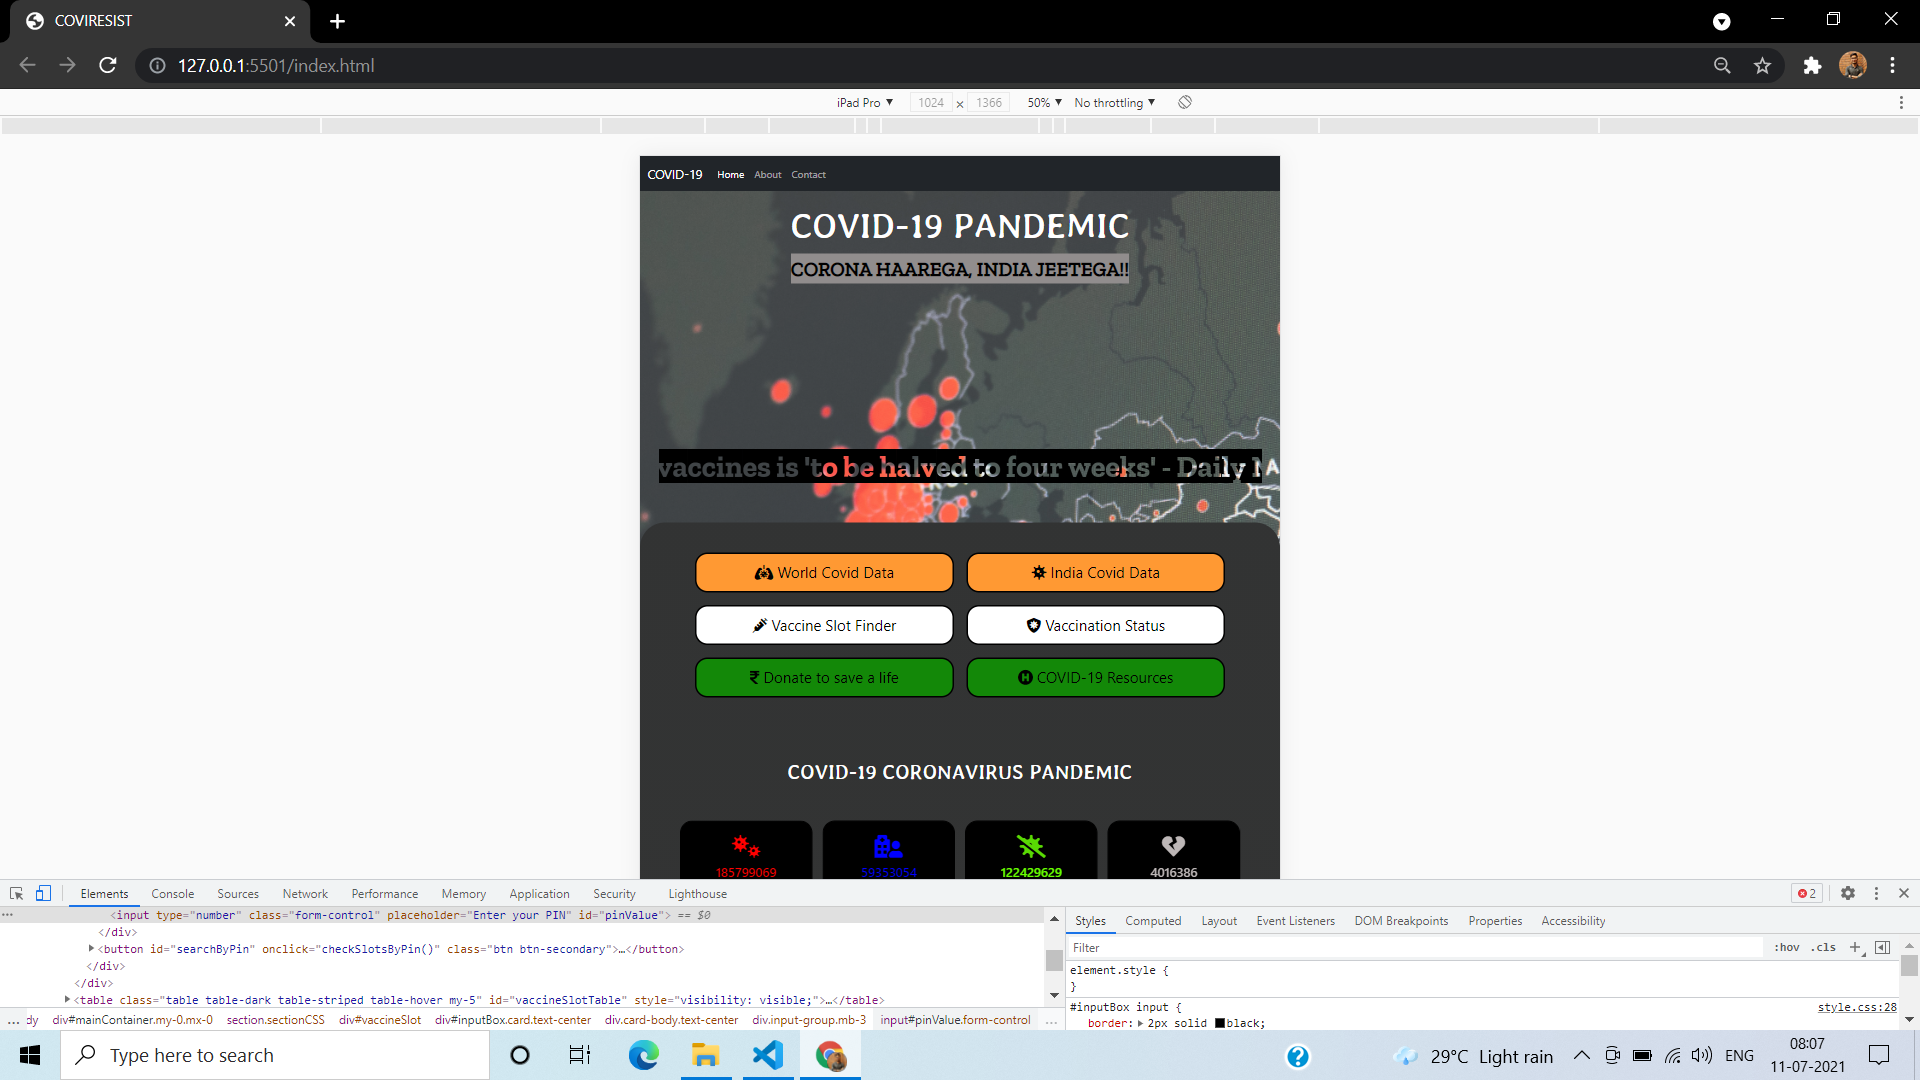 COVIRESIST
127.0.0.1:5501/index.html
iPad Pro ▼ 1024 × 1366 50% ▼ No throttling ▼
COVID-19 Home About Contact
COVID-19 PANDEMIC
CORONA HAAREGA, INDIA JEETEGA!!
vaccines is 'to be halved to four weeks' - Daily
World Covid Data
India Covid Data
Vaccine Slot Finder
Vaccination Status
₹ Donate to save a life
COVID-19 Resources
COVID-19 CORONAVIRUS PANDEMIC
185799069 59353054 122429629 4016386
Elements Console Sources Network Performance Memory Application Security Lighthouse 2
<input type="number" class="form-control" placeholder="Enter your PIN" id="pinValue"> == $0
</div>
<button id="searchByPin" onclick="checkSlotsByPin()" class="btn btn-secondary">…</button>
</div>
</div>
<table class="table table-dark table-striped table-hover my-5" id="vaccineSlotTable" style="visibility: visible;">…</table>
... dy div#mainContainer.my-0.mx-0 section.sectionCSS div#vaccineSlot div#inputBox.card.text-center div.card-body.text-center div.input-group.mb-3 input#pinValue.form-control ...
Styles Computed Layout Event Listeners DOM Breakpoints Properties Accessibility
Filter :hov .cls +
element.style {
}
#inputBox input { style.css:28
border: 2px solid black;
Type here to search
29°C Light rain ENG
08:07
11-07-2021